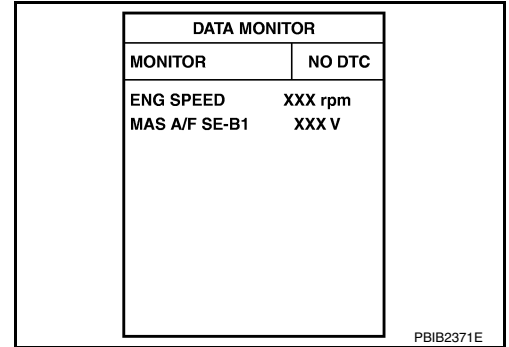 DATA MONITOR
MONITOR NO DTC
ENG SPEED XXX rpm
MAS A/F SE-B1 XXX V
PBIB2371E